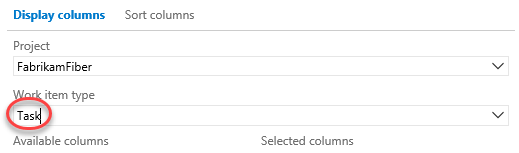 Display columns Sort columns
Project
FabrikamFiber
Work item type
Task
Available columns Selected columns